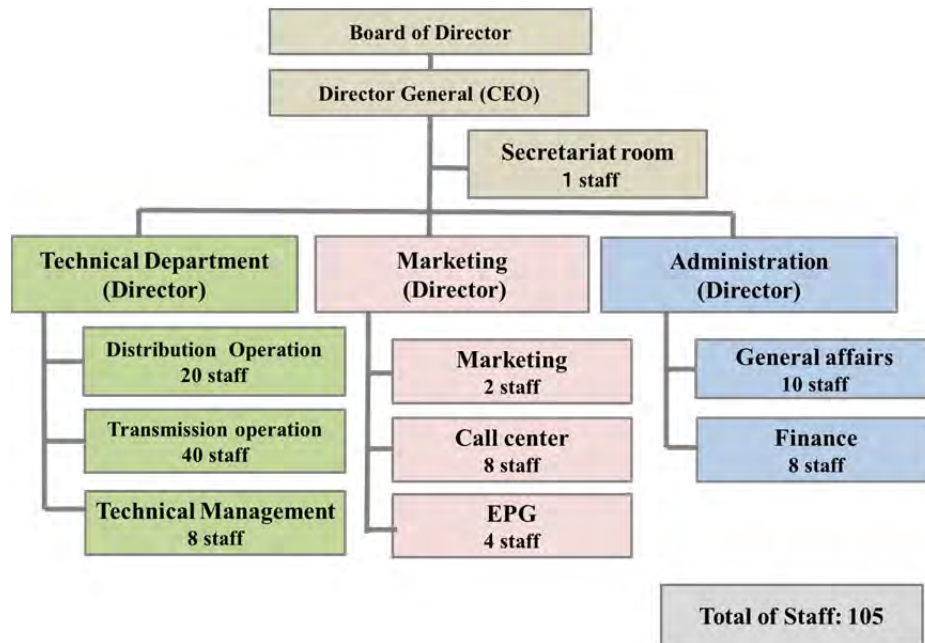 Board of Director
Director General (CEO)
Secretariat room
1 staff
Technical Department
(Director)
Distribution Operation
20 staff
Transmission operation
40 staff
Technical Management
8 staff
Marketing
(Director)
Marketing
2 staff
Call center
8 staff
EPG
4 staff
Administration
(Director)
General affairs
10 staff
Finance
8 staff
Total of Staff: 105